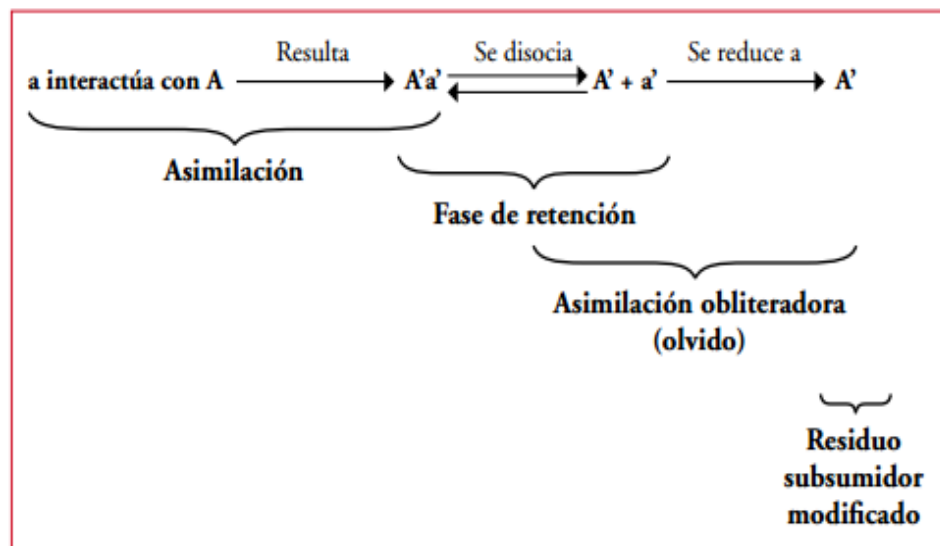 Resulta Se disocia Se reduce a
a interactúa con A A’a’ A’ + a’ A’
Asimilación
Fase de retención
Asimilación obliteradora
(olvido)
Residuo
subsumidor
modificado